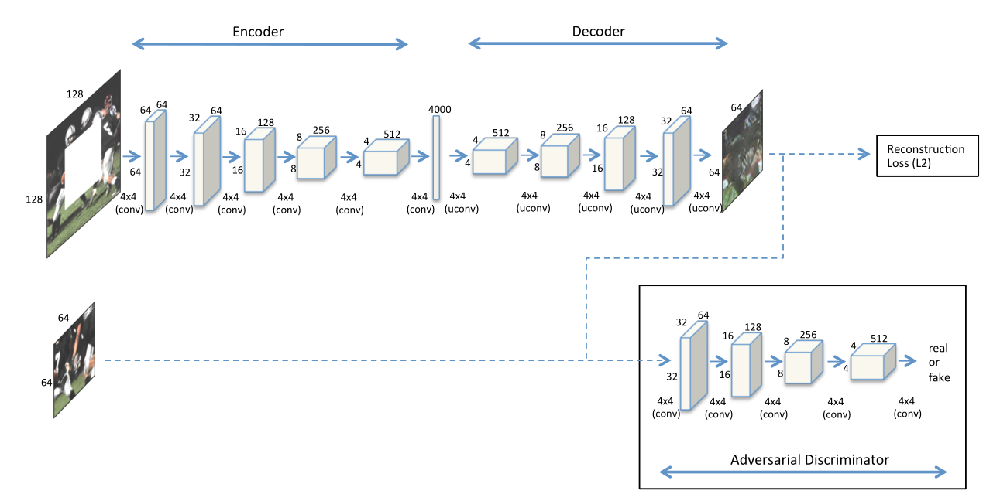 Encoder
Decoder
128
128
64 64
64
4x4
(conv)
32 64
32
4x4
(conv)
16 128
16
4x4
(conv)
8 256
8
4x4
(conv)
4 512
4
4x4
(conv)
4000
4x4
(conv)
4x4
(uconv)
4 512
4
4x4
(uconv)
8 256
8
4x4
(uconv)
16 128
16
4x4
(uconv)
32 64
32
4x4
(uconv)
64
64
Reconstruction
Loss (L2)
64
64
32 64
32
4x4
(conv)
16 128
16
4x4
(conv)
8 256
8
4x4
(conv)
4 512
4
4x4
(conv)
4x4
(conv)
real
or
fake
Adversarial Discriminator